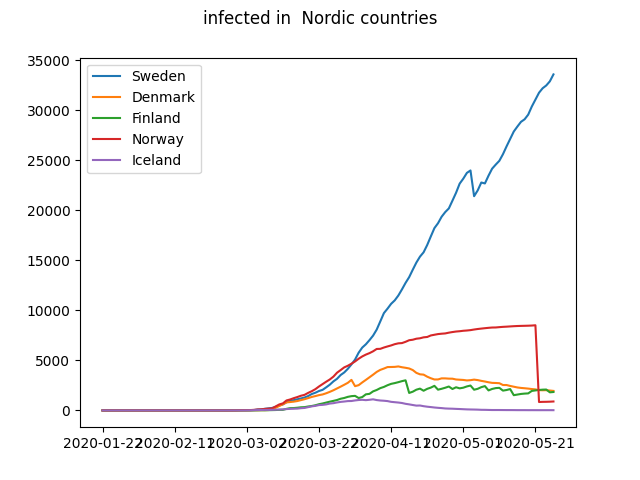 infected in  Nordic countries
35000
30000
25000
20000
15000
10000
5000
0
Sweden
Denmark
Finland
Norway
Iceland
2020-01-22 2020-02-11 2020-03-02 2020-03-22 2020-04-11 2020-05-01 2020-05-21